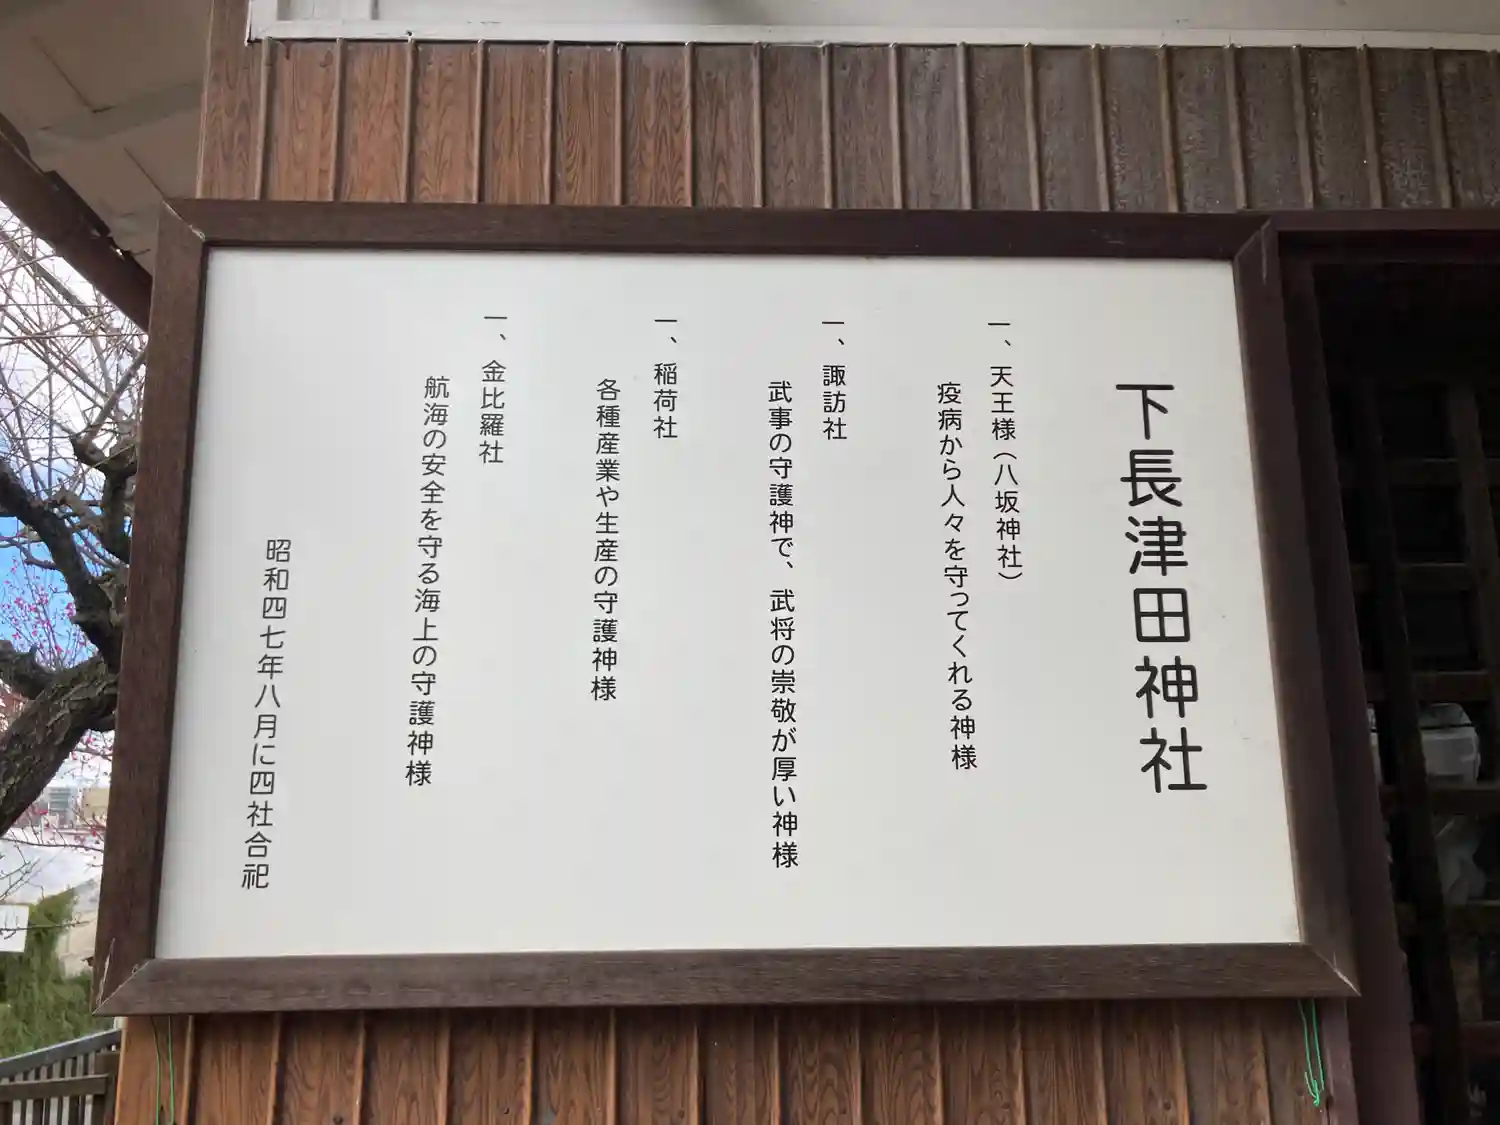 下長津田神社
一、天王様（八坂神社）
疫病から人々を守ってくれる神様
一、諏訪社
武事の守護神で、武将の崇敬が厚い神様
一、稲荷社
各種産業や生産の守護神様
一、金比羅社
航海の安全を守る海上の守護神様
昭和四七年八月に四社合祀